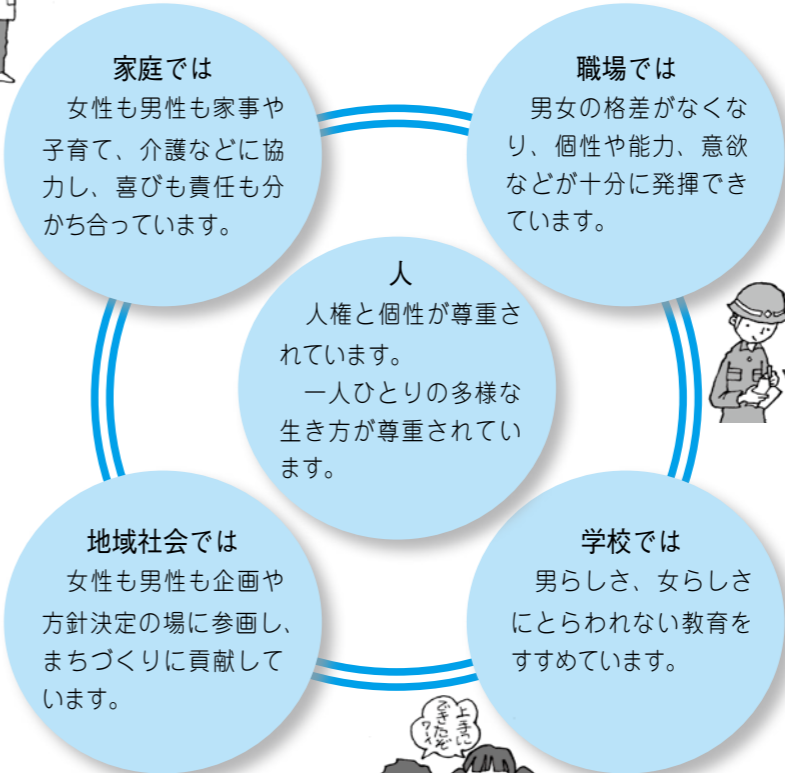 家庭では
女性も男性も家事や
子育て、介護などに協
力し、喜びも責任も分
かち合っています。
職場では
男女の格差がなくな
り、個性や能力、意欲
などが十分に発揮でき
ています。
人
人権と個性が尊重さ
れています。
一人ひとりの多様な
生き方が尊重されてい
ます。
地域社会では
女性も男性も企画や
方針決定の場に参画し、
まちづくりに貢献して
います。
学校では
男らしさ、女らしさ
にとらわれない教育を
すすめています。
上手に
できたぞ
ワーイ